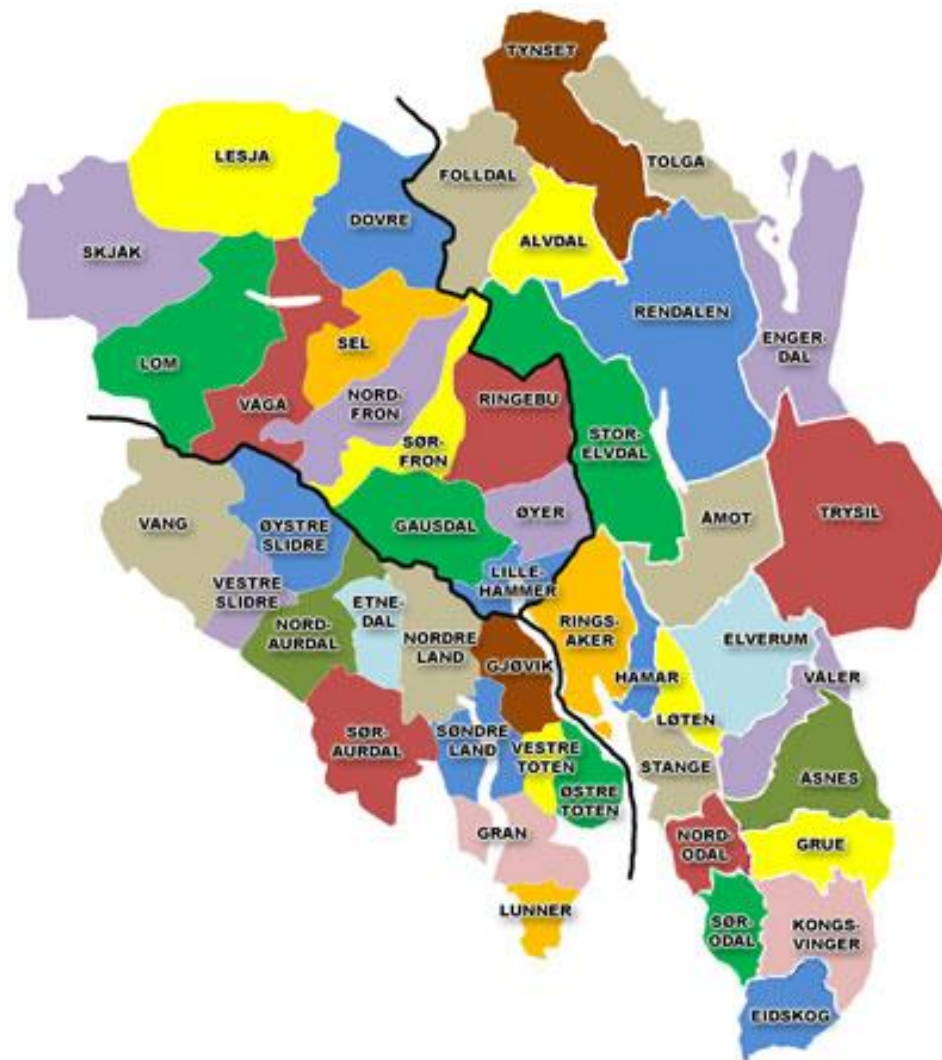 TYNSET
TOLGA
LESJA
FOLLDAL
DOVRE
ALVDAL
SKJAK
RENDALEN
ENGER-
DAL
SEL
LOM
NORD-
FRON
RINGEBU
VAGA
SØR-
FRON
STOR-
ELVDAL
ØYER
ÅMOT
TRYSIL
VANG
ØYSTRE
SLIDRE
GAUSDAL
LILLE-
HAMMER
VESTRE
SLIDRE
ETNE-
DAL
NORD-
AURDAL
NORDRE
LAND
RINGS-
AKER
ELVERUM
GJØVIK
HAMAR
VÅLER
LØTEN
SØR-
AURDAL
SØNDRE
LAND
VESTRE
TOTEN
STANGE
ÅSNES
ØSTRE
TOTEN
GRAN
NORD-
ODAL
GRUE
LUNNER
SØR-
ODAL
KONGS-
VINGER
EIDSKOG